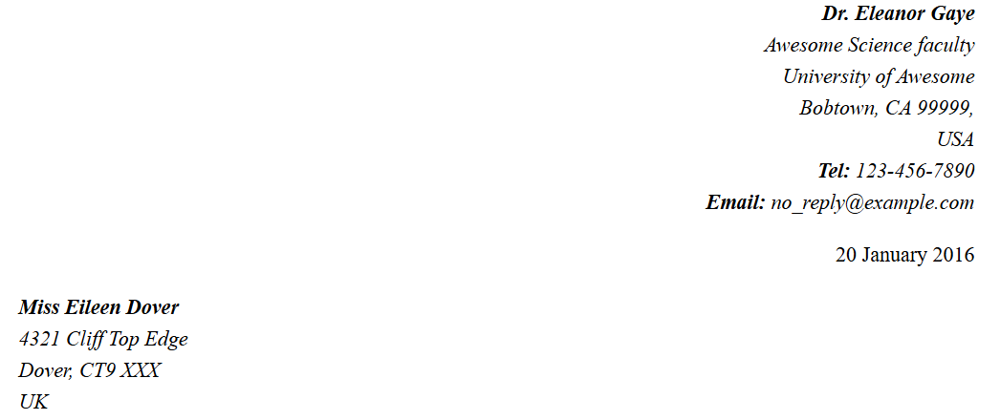 Dr. Eleanor Gaye
Awesome Science faculty
University of Awesome
Bobtown, CA 99999,
USA
Tel: 123-456-7890
Email: no_reply@example.com
20 January 2016
Miss Eileen Dover
4321 Cliff Top Edge
Dover, CT9 XXX
UK